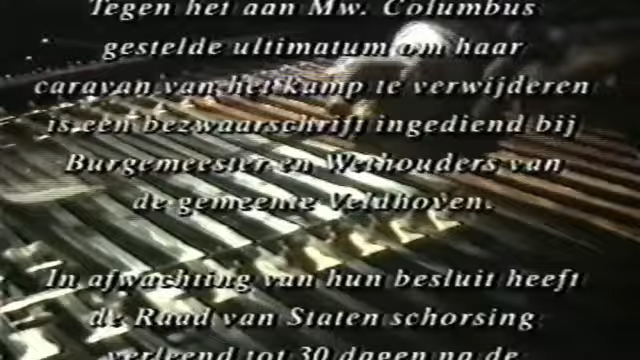 Tegen het aan Mw. Columbus
gestelde ultimatum om haar
caravan van het kamp te verwijderen
is een bezwaarschrift ingediend bij
Burgemeester en Wethouders van
de gemeente Veldhoven.
In afwachting van hun besluit heeft
de Raad van Staten schorsing
verleend tot 30 dagen na de